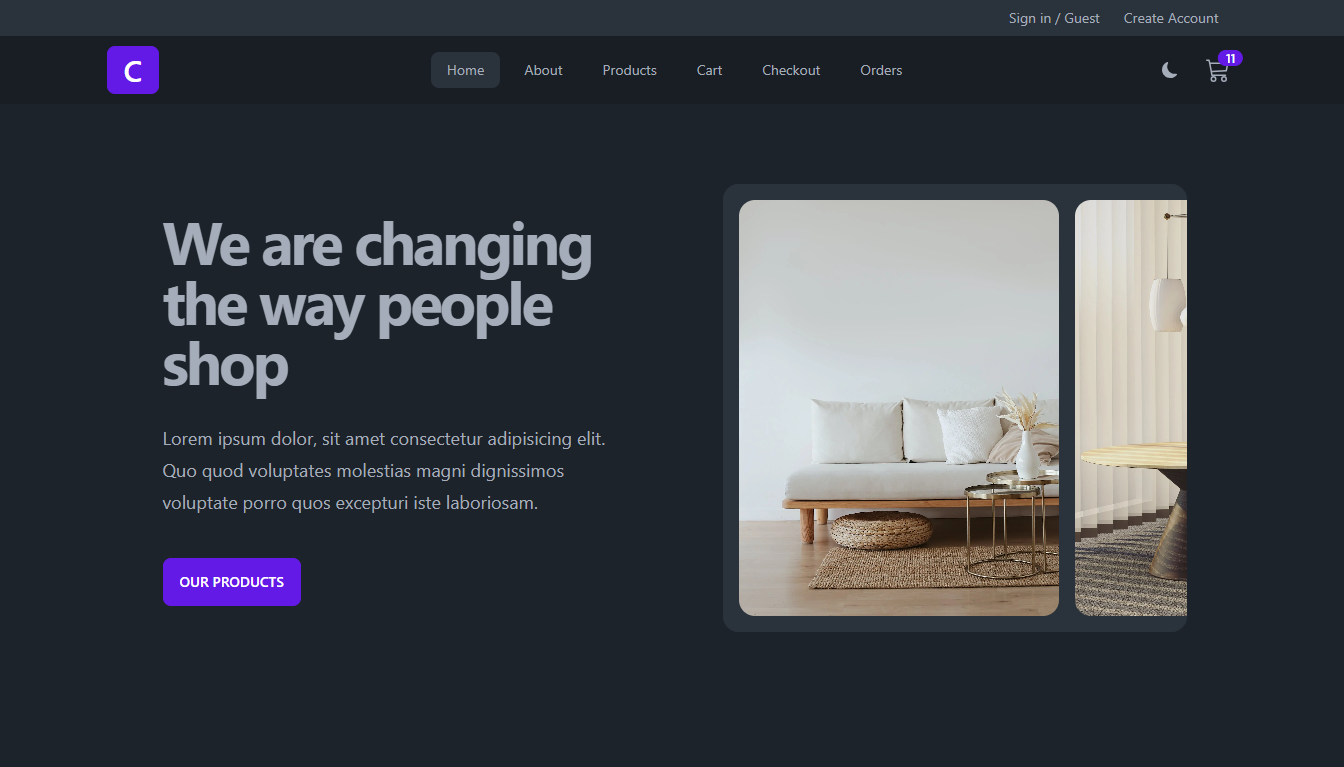 Sign in / Guest Create Account
C
Home About Products Cart Checkout Orders
11
We are changing
the way people
shop
Lorem ipsum dolor, sit amet consectetur adipisicing elit.
Quo quod voluptates molestias magni dignissimos
voluptate porro quos excepturi iste laboriosam.
OUR PRODUCTS